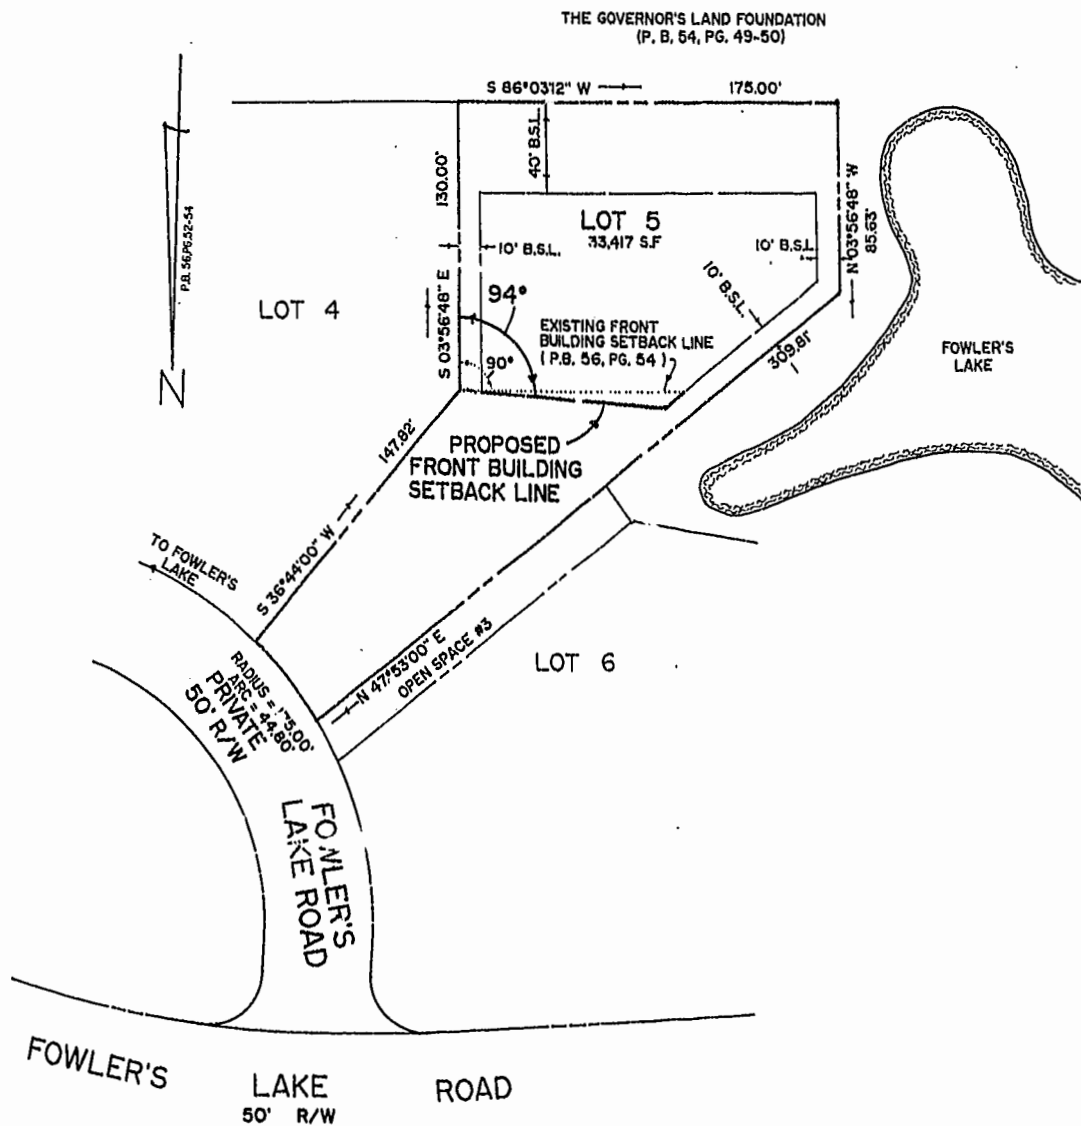 THE GOVERNOR'S LAND FOUNDATION
(P. B. 54, PG. 49-50)
S 86°03'12" W
175.00'
P.B. 56,PG.52-54
N
130.00'
S 03°56'48" E
40' B.S.L.
LOT 5
33,417 S.F
10' B.S.L.
10' B.S.L.
10' B.S.L.
N 03°56'48" W
85.63'
LOT 4
94°
90°
EXISTING FRONT
BUILDING SETBACK LINE
( P.B. 56, PG. 54 )
309.81'
FOWLER'S
LAKE
PROPOSED
FRONT BUILDING
SETBACK LINE
147.82'
S 36°44'00" W
TO FOWLER'S
LAKE
N 47°53'00" E
OPEN SPACE #3
LOT 6
RADIUS = 175.00'
ARC = 44.80'
PRIVATE
50' R/W
FOWLER'S
LAKE ROAD
FOWLER'S
LAKE
ROAD
50' R/W